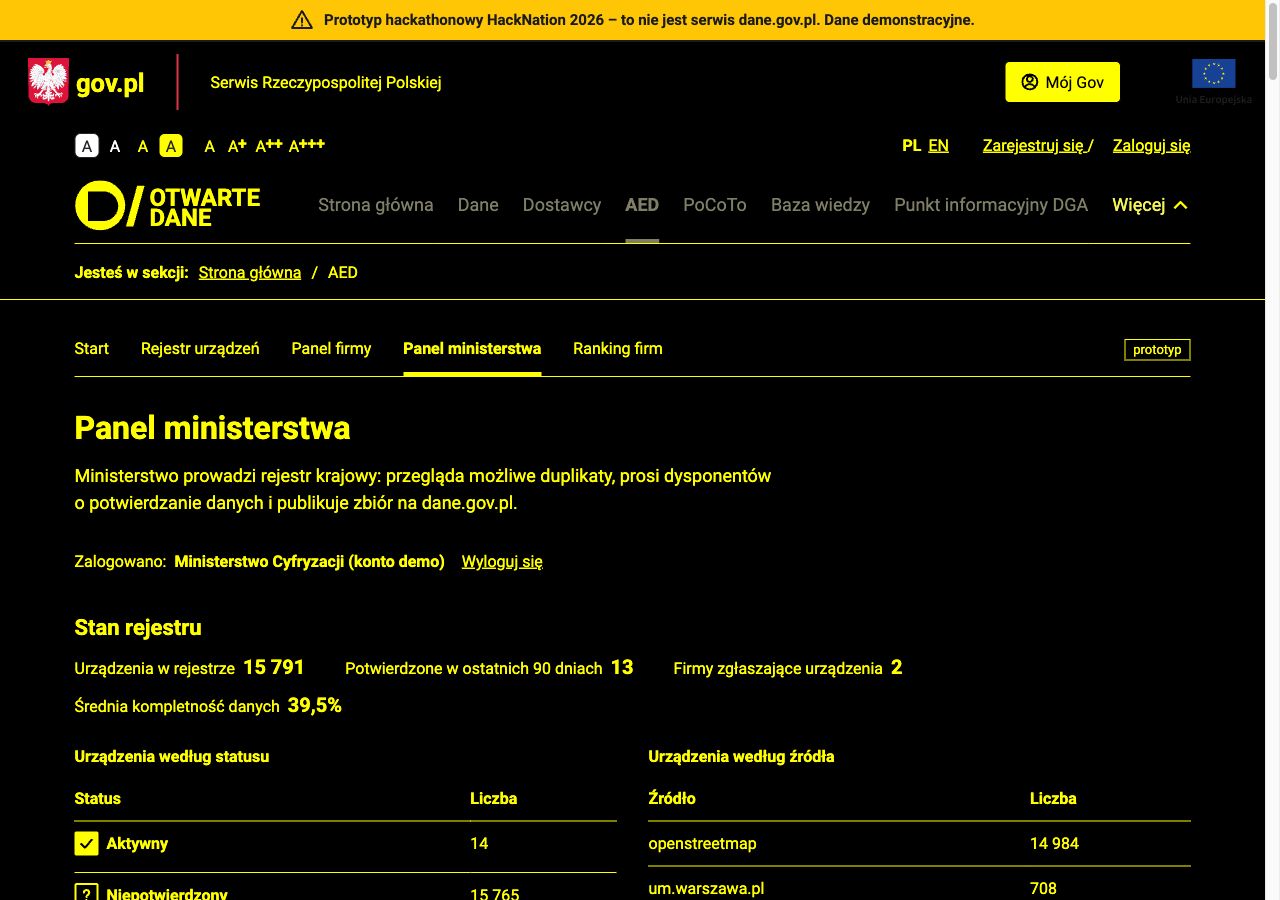 Prototyp hackathonowy HackNation 2026 – to nie jest serwis dane.gov.pl. Dane demonstracyjne.
gov.pl Serwis Rzeczypospolitej Polskiej Mój Gov
Unia Europejska
A A A A A A+ A++ A+++ PL EN Zarejestruj się / Zaloguj się
OTWARTE DANE
Strona główna Dane Dostawcy AED PoCoTo Baza wiedzy Punkt informacyjny DGA Więcej
Jesteś w sekcji: Strona główna / AED
Start Rejestr urządzeń Panel firmy Panel ministerstwa Ranking firm prototyp
Panel ministerstwa
Ministerstwo prowadzi rejestr krajowy: przegląda możliwe duplikaty, prosi dysponentów
o potwierdzanie danych i publikuje zbiór na dane.gov.pl.
Zalogowano: Ministerstwo Cyfryzacji (konto demo) Wyloguj się
Stan rejestru
Urządzenia w rejestrze 15 791 Potwierdzone w ostatnich 90 dniach 13 Firmy zgłaszające urządzenia 2
Średnia kompletność danych 39,5%
Urządzenia według statusu
Status Liczba
Aktywny 14
? Niepotwierdzony 15 765
Urządzenia według źródła
Źródło Liczba
openstreetmap 14 984
um.warszawa.pl 708